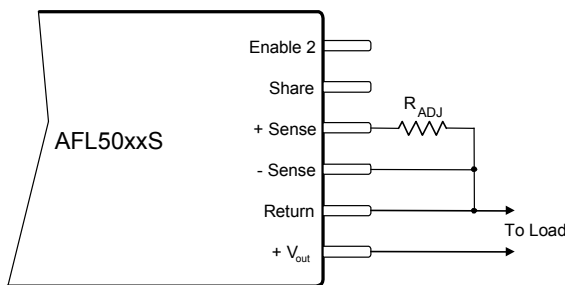 Enable 2
Share
R_ADJ
+ Sense
AFL50xxS
- Sense
Return
To Load
+ V_out